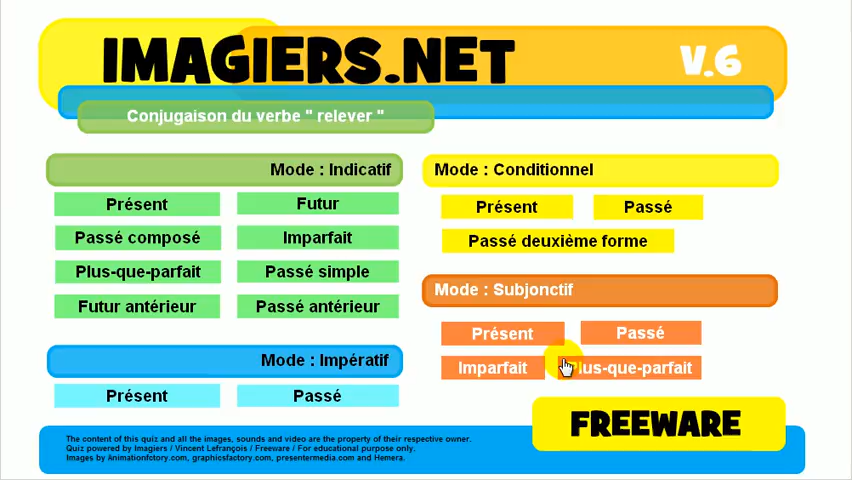 IMAGIERS.NET
V.6
Conjugaison du verbe " relever "
Mode : Indicatif
Présent
Futur
Passé composé
Imparfait
Plus-que-parfait
Passé simple
Futur antérieur
Passé antérieur
Mode : Impératif
Présent
Passé
Mode : Conditionnel
Présent
Passé
Passé deuxième forme
Mode : Subjonctif
Présent
Passé
Imparfait
Plus-que-parfait
FREEWARE
The content of this quiz and all the images, sounds and video are the property of their respective owner.
Quiz powered by Imagiers / Vincent Lefrançois / Freeware / For educational purpose only.
Images by Animationfctory.com, graphicsfactory.com, presentermedia.com and Hemera.